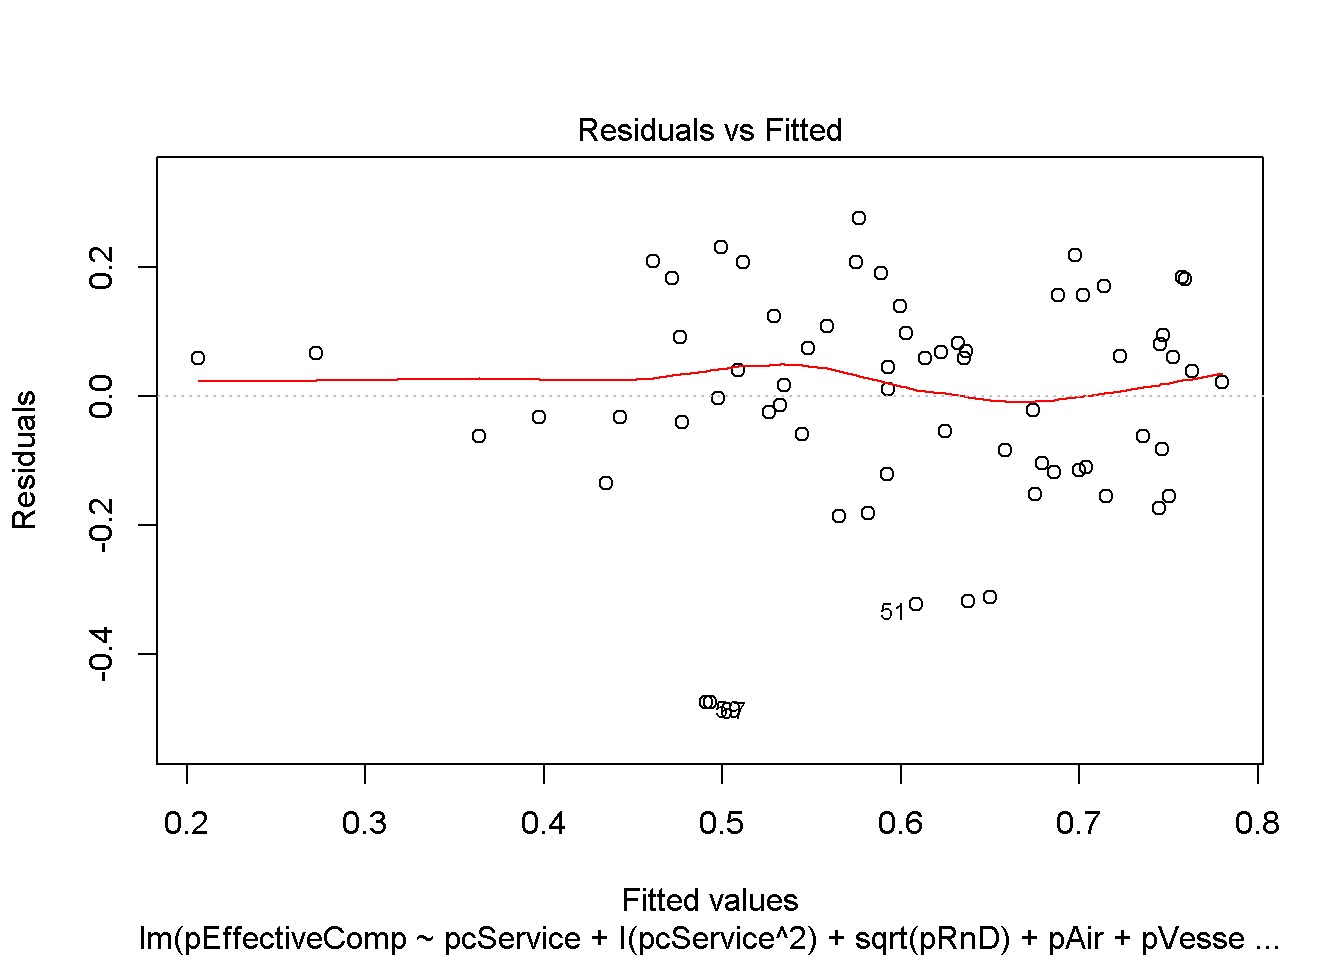 Residuals vs Fitted
Residuals
0.2
0.0
-0.2
-0.4
51
0.2 0.3 0.4 0.5 0.6 0.7 0.8
Fitted values
lm(pEffectiveComp ~ pcService + I(pcService^2) + sqrt(pRnD) + pAir + pVesse ...